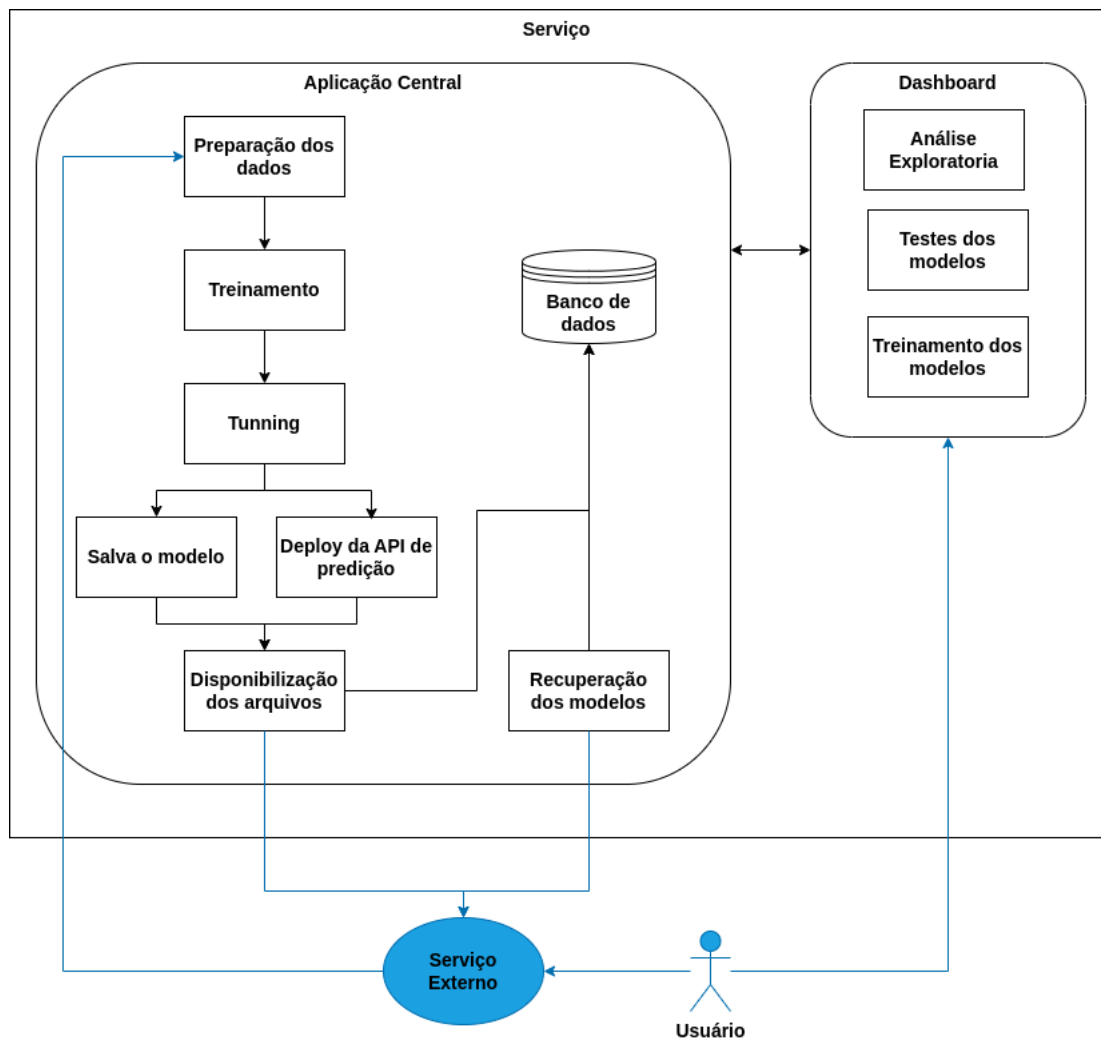 Serviço
Aplicação Central
Dashboard
Preparação dos
dados
Análise
Exploratoria
Treinamento
Testes dos
modelos
Banco de
dados
Treinamento dos
modelos
Tunning
Salva o modelo
Deploy da API de
predição
Disponibilização
dos arquivos
Recuperação
dos modelos
Serviço
Externo
Usuário